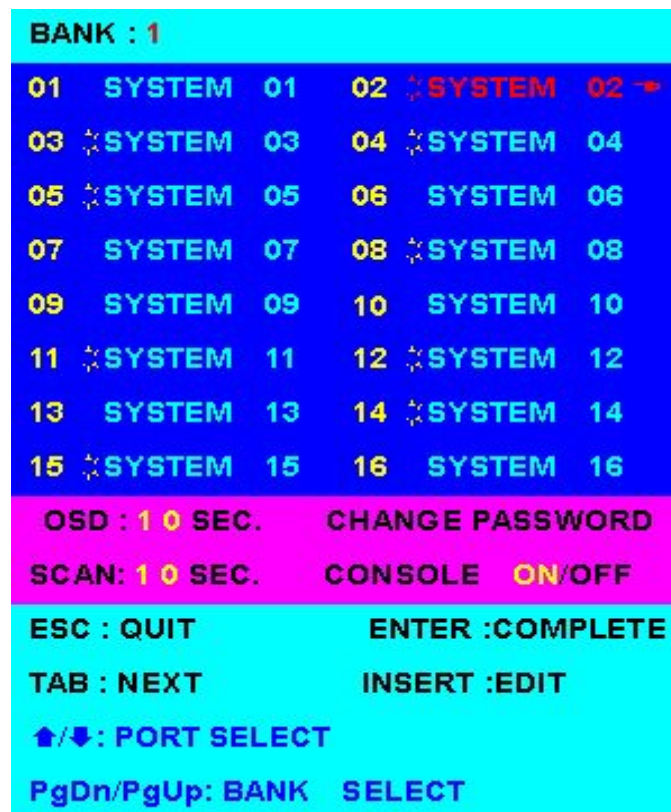 BANK : 1
01 SYSTEM 01 02 SYSTEM 02
03 SYSTEM 03 04 SYSTEM 04
05 SYSTEM 05 06 SYSTEM 06
07 SYSTEM 07 08 SYSTEM 08
09 SYSTEM 09 10 SYSTEM 10
11 SYSTEM 11 12 SYSTEM 12
13 SYSTEM 13 14 SYSTEM 14
15 SYSTEM 15 16 SYSTEM 16
OSD : 1 0 SEC. CHANGE PASSWORD
SCAN: 1 0 SEC. CONSOLE ON/OFF
ESC : QUIT ENTER :COMPLETE
TAB : NEXT INSERT :EDIT
⬆/⬇: PORT SELECT
PgDn/PgUp: BANK SELECT